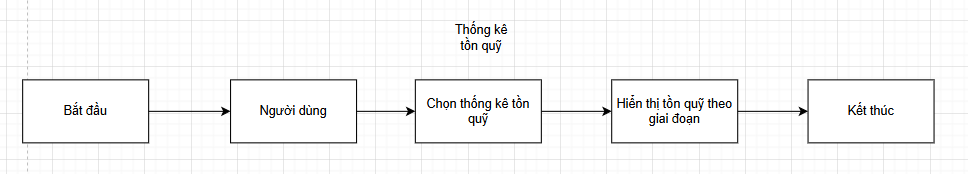 Thống kê
tồn quỹ
Bắt đầu
Người dùng
Chọn thống kê tồn
quỹ
Hiển thị tồn quỹ theo
giai đoạn
Kết thúc